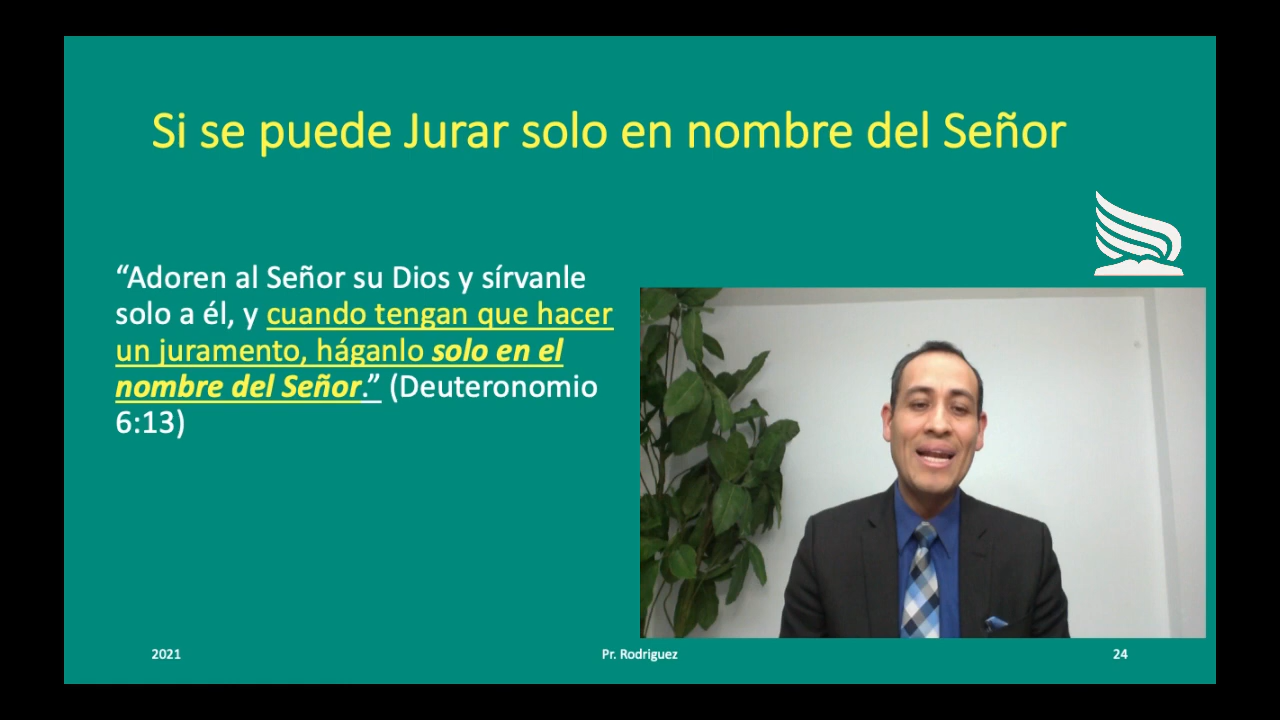 Si se puede Jurar solo en nombre del Señor
“Adoren al Señor su Dios y sírvanle
solo a él, y cuando tengan que hacer
un juramento, háganlo solo en el
nombre del Señor.” (Deuteronomio
6:13)
2021
Pr. Rodriguez
24